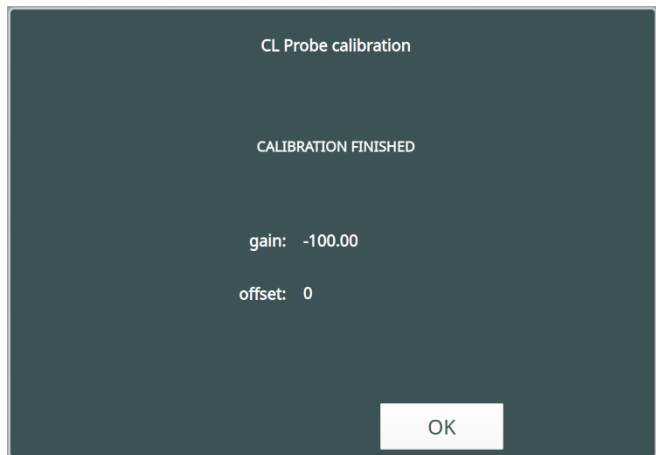 CL Probe calibration
CALIBRATION FINISHED
gain: -100.00
offset: 0
OK